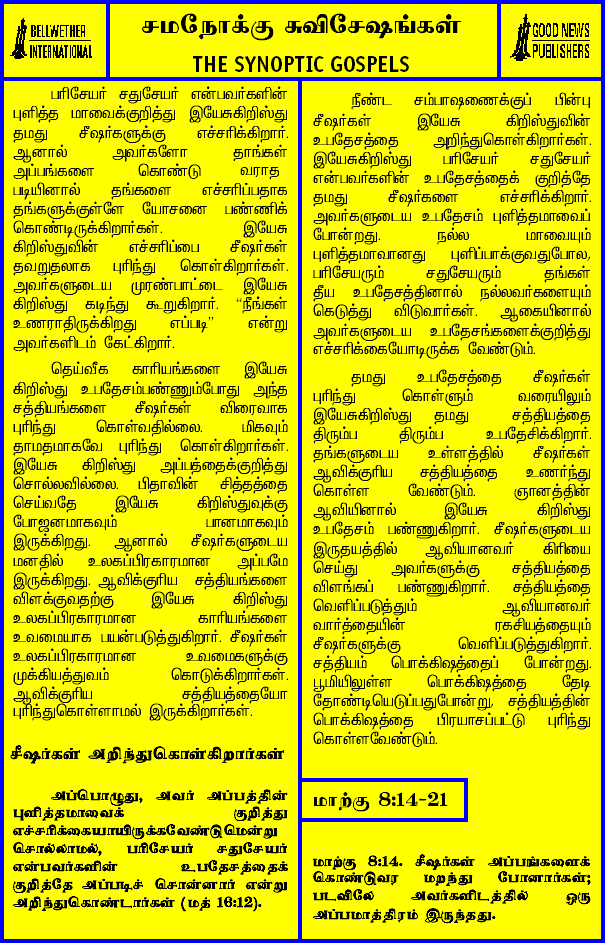 BELLWETHER
INTERNATIONAL
சமநோக்கு சுவிசேஷங்கள்
THE SYNOPTIC GOSPELS
GOOD NEWS
PUBLISHERS
பரிசேயர் சதுசேயர் என்பவர்களின்
புளித்த மாவைக்குறித்து இயேசுகிறிஸ்து
தமது சீஷர்களுக்கு எச்சரிக்கிறார்.
ஆனால் அவர்களோ தாங்கள்
அப்பங்களை கொண்டு வராத
படியினால் தங்களை எச்சரிப்பதாக
தங்களுக்குள்ளே யோசனை பண்ணிக்
கொண்டிருக்கிறார்கள். இயேசு
கிறிஸ்துவின் எச்சரிப்பை சீஷர்கள்
தவறுதலாக புரிந்து கொள்கிறார்கள்.
அவர்களுடைய முரண்பாட்டை இயேசு
கிறிஸ்து கடிந்து கூறுகிறார். “நீங்கள்
உணராதிருக்கிறது எப்படி” என்று
அவர்களிடம் கேட்கிறார்.
தெய்வீக காரியங்களை இயேசு
கிறிஸ்து உபதேசம்பண்ணும்போது அந்த
சத்தியங்களை சீஷர்கள் விரைவாக
புரிந்து கொள்வதில்லை. மிகவும்
தாமதமாகவே புரிந்து கொள்கிறார்கள்.
இயேசு கிறிஸ்து அப்பத்தைக்குறித்து
சொல்லவில்லை. பிதாவின் சித்தத்தை
செய்வதே இயேசு கிறிஸ்துவுக்கு
போஜனமாகவும் பானமாகவும்
இருக்கிறது. ஆனால் சீஷர்களுடைய
மனதில் உலகப்பிரகாரமான அப்பமே
இருக்கிறது. ஆவிக்குரிய சத்தியங்களை
விளக்குவதற்கு இயேசு கிறிஸ்து
உலகப்பிரகாரமான காரியங்களை
உவமையாக பயன்படுத்துகிறார். சீஷர்கள்
உலகப்பிரகாரமான உவமைகளுக்கு
முக்கியத்துவம் கொடுக்கிறார்கள்.
ஆவிக்குரிய சத்தியத்தையோ
புரிந்துகொள்ளாமல் இருக்கிறார்கள்.
சீஷர்கள் அறிந்துகொள்கிறார்கள்
அப்பொழுது, அவர் அப்பத்தின்
புளித்தமாவைக் குறித்து
எச்சரிக்கையாயிருக்கவேண்டுமென்று
சொல்லாமல், பரிசேயர் சதுசேயர்
என்பவர்களின் உபதேசத்தைக்
குறித்தே அப்படிச் சொன்னார் என்று
அறிந்துகொண்டார்கள் (மத் 16:12).
நீண்ட சம்பாஷணைக்குப் பின்பு
சீஷர்கள் இயேசு கிறிஸ்துவின்
உபதேசத்தை அறிந்துகொள்கிறார்கள்.
இயேசுகிறிஸ்து பரிசேயர் சதுசேயர்
என்பவர்களின் உபதேசத்தைக் குறித்தே
தமது சீஷர்களை எச்சரிக்கிறார்.
அவர்களுடைய உபதேசம் புளித்தமாவைப்
போன்றது. நல்ல மாவையும்
புளித்தமாவானது புளிப்பாக்குவதுபோல,
பரிசேயரும் சதுசேயரும் தங்கள்
தீய உபதேசத்தினால் நல்லவர்களையும்
கெடுத்து விடுவார்கள். ஆகையினால்
அவர்களுடைய உபதேசங்களைக்குறித்து
எச்சரிக்கையோடிருக்க வேண்டும்.
தமது உபதேசத்தை சீஷர்கள்
புரிந்து கொள்ளும் வரையிலும்
இயேசுகிறிஸ்து தமது சத்தியத்தை
திரும்ப திரும்ப உபதேசிக்கிறார்.
தங்களுடைய உள்ளத்தில் சீஷர்கள்
ஆவிக்குரிய சத்தியத்தை உணர்ந்து
கொள்ள வேண்டும். ஞானத்தின்
ஆவியினால் இயேசு கிறிஸ்து
உபதேசம் பண்ணுகிறார். சீஷர்களுடைய
இருதயத்தில் ஆவியானவர் கிரியை
செய்து அவர்களுக்கு சத்தியத்தை
விளங்கப் பண்ணுகிறார். சத்தியத்தை
வெளிப்படுத்தும் ஆவியானவர்
வார்த்தையின் ரகசியத்தையும்
சீஷர்களுக்கு வெளிப்படுத்துகிறார்.
சத்தியம் பொக்கிஷத்தைப் போன்றது.
பூமியிலுள்ள பொக்கிஷத்தை தேடி
தோண்டியெடுப்பதுபோன்று, சத்தியத்தின்
பொக்கிஷத்தை பிரயாசப்பட்டு புரிந்து
கொள்ளவேண்டும்.
மாற்கு 8:14-21
மாற்கு 8:14. சீஷர்கள் அப்பங்களைக்
கொண்டுவர மறந்து போனார்கள்;
படவிலே அவர்களிடத்தில் ஒரு
அப்பமாத்திரம் இருந்தது.